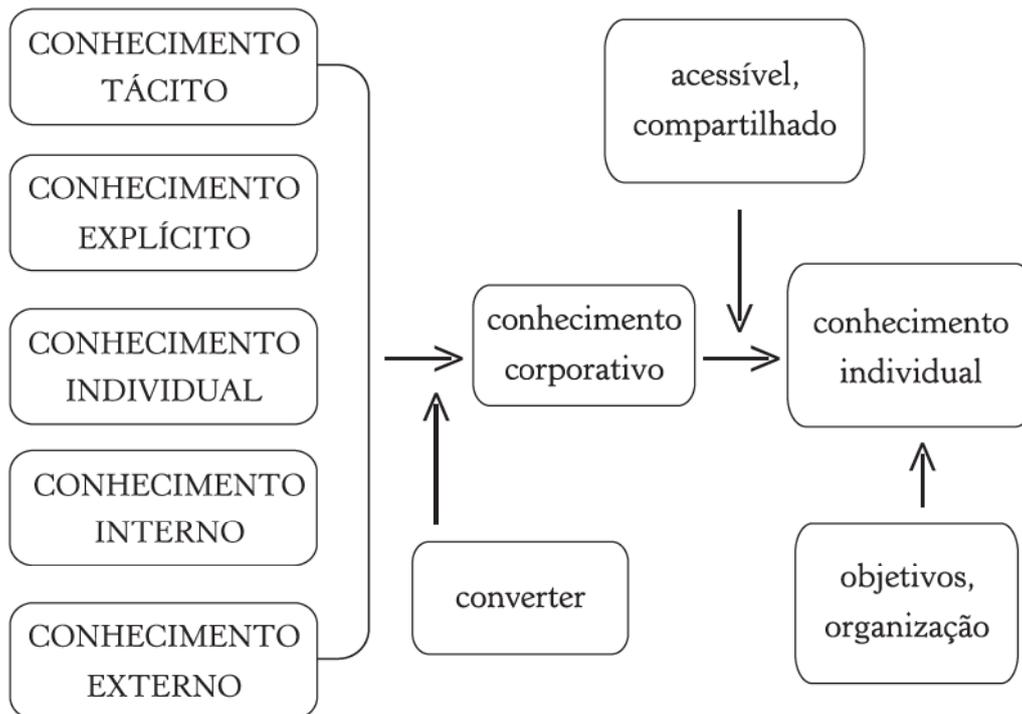 CONHECIMENTO
TÁCITO
CONHECIMENTO
EXPLÍCITO
CONHECIMENTO
INDIVIDUAL
CONHECIMENTO
INTERNO
CONHECIMENTO
EXTERNO
converter
conhecimento
corporativo
acessível,
compartilhado
conhecimento
individual
objetivos,
organização